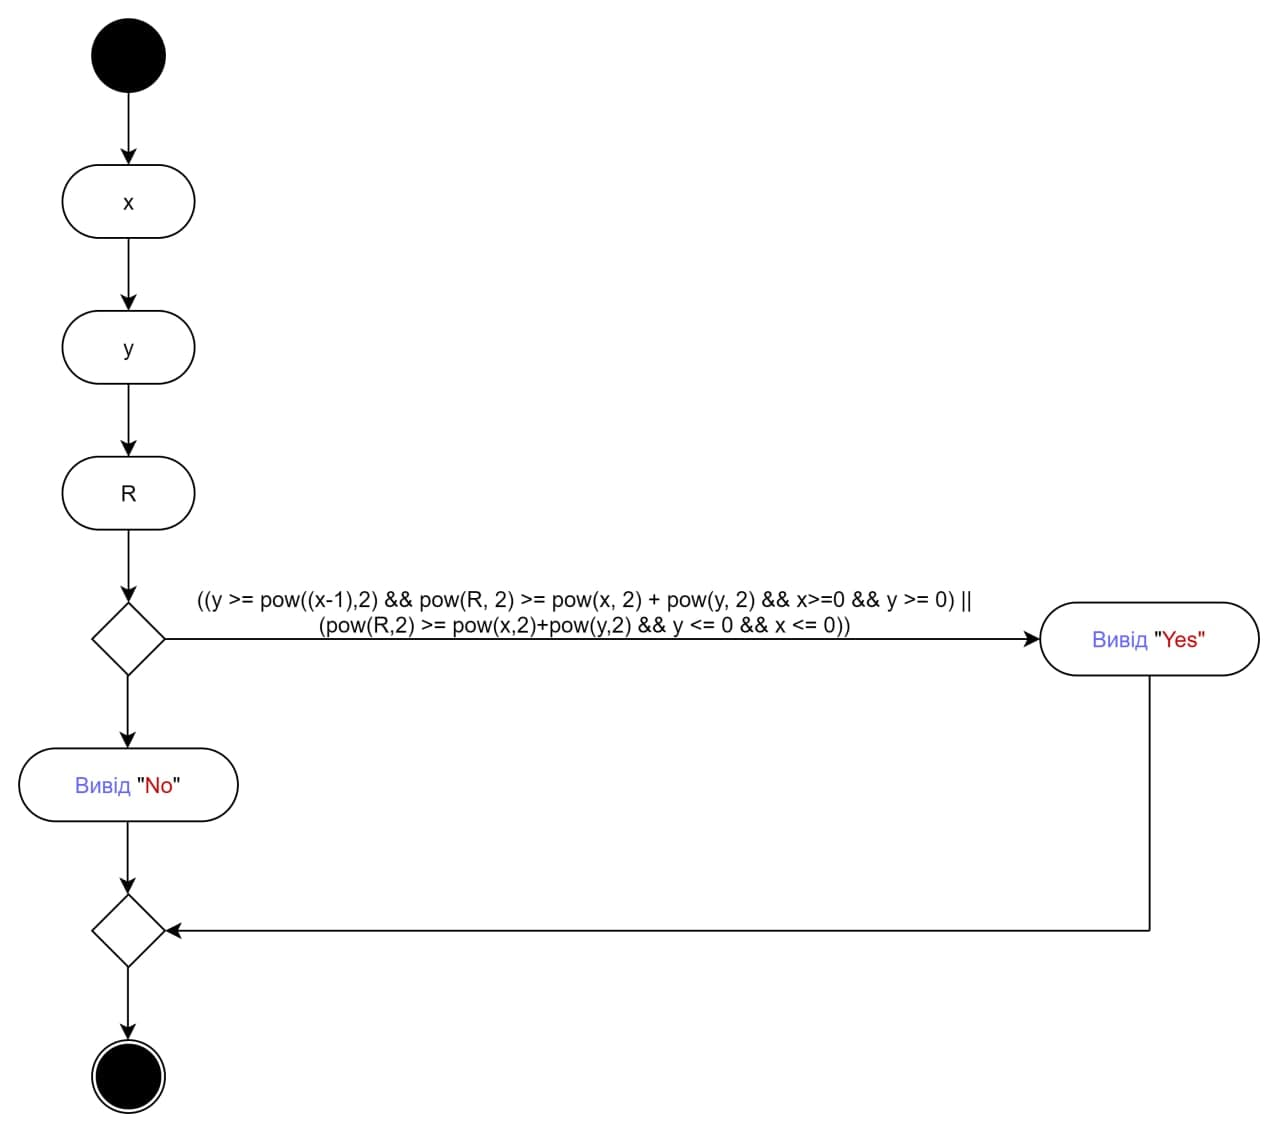 x
y
R
((y >= pow((x-1),2) && pow(R, 2) >= pow(x, 2) + pow(y, 2) && x>=0 && y >= 0) ||
(pow(R,2) >= pow(x,2)+pow(y,2) && y <= 0 && x <= 0))
Вивід "Yes"
Вивід "No"